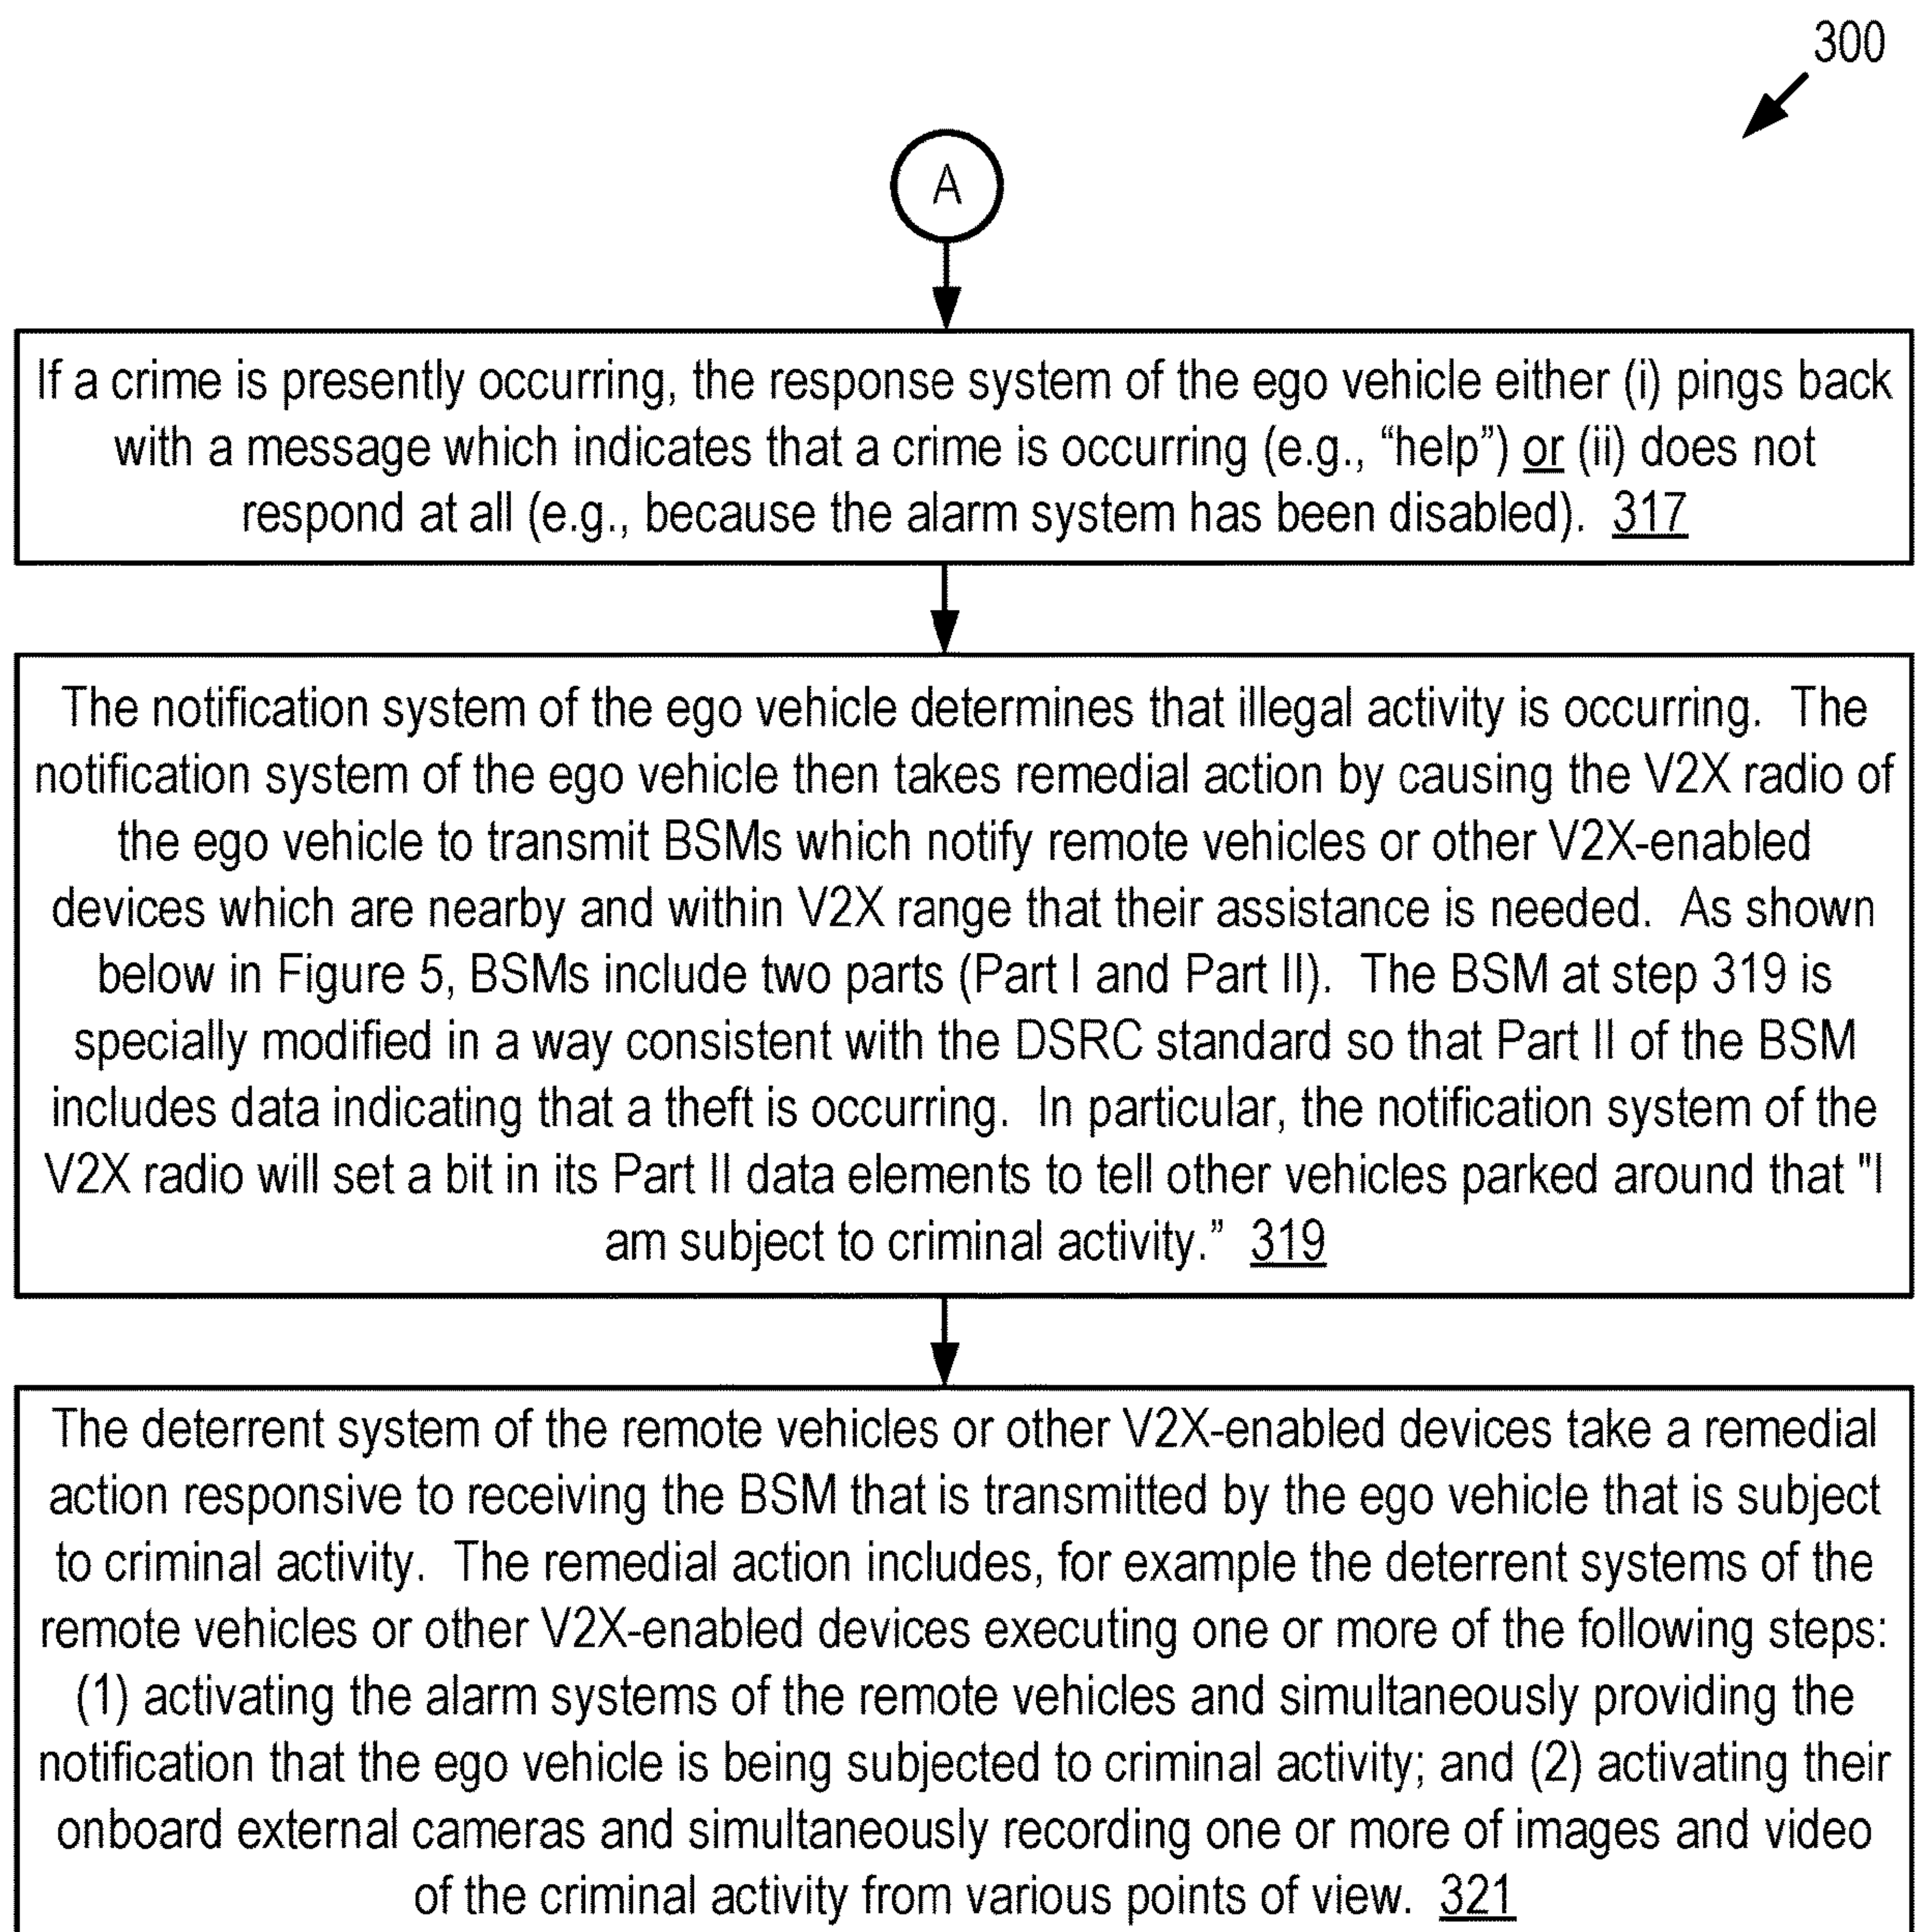 300
A
If a crime is presently occurring, the response system of the ego vehicle either (i) pings back
with a message which indicates that a crime is occurring (e.g., “help”) or (ii) does not
respond at all (e.g., because the alarm system has been disabled). 317
The notification system of the ego vehicle determines that illegal activity is occurring. The
notification system of the ego vehicle then takes remedial action by causing the V2X radio of
the ego vehicle to transmit BSMs which notify remote vehicles or other V2X-enabled
devices which are nearby and within V2X range that their assistance is needed. As shown
below in Figure 5, BSMs include two parts (Part I and Part II). The BSM at step 319 is
specially modified in a way consistent with the DSRC standard so that Part II of the BSM
includes data indicating that a theft is occurring. In particular, the notification system of the
V2X radio will set a bit in its Part II data elements to tell other vehicles parked around that "I
am subject to criminal activity.” 319
The deterrent system of the remote vehicles or other V2X-enabled devices take a remedial
action responsive to receiving the BSM that is transmitted by the ego vehicle that is subject
to criminal activity. The remedial action includes, for example the deterrent systems of the
remote vehicles or other V2X-enabled devices executing one or more of the following steps:
(1) activating the alarm systems of the remote vehicles and simultaneously providing the
notification that the ego vehicle is being subjected to criminal activity; and (2) activating their
onboard external cameras and simultaneously recording one or more of images and video
of the criminal activity from various points of view. 321